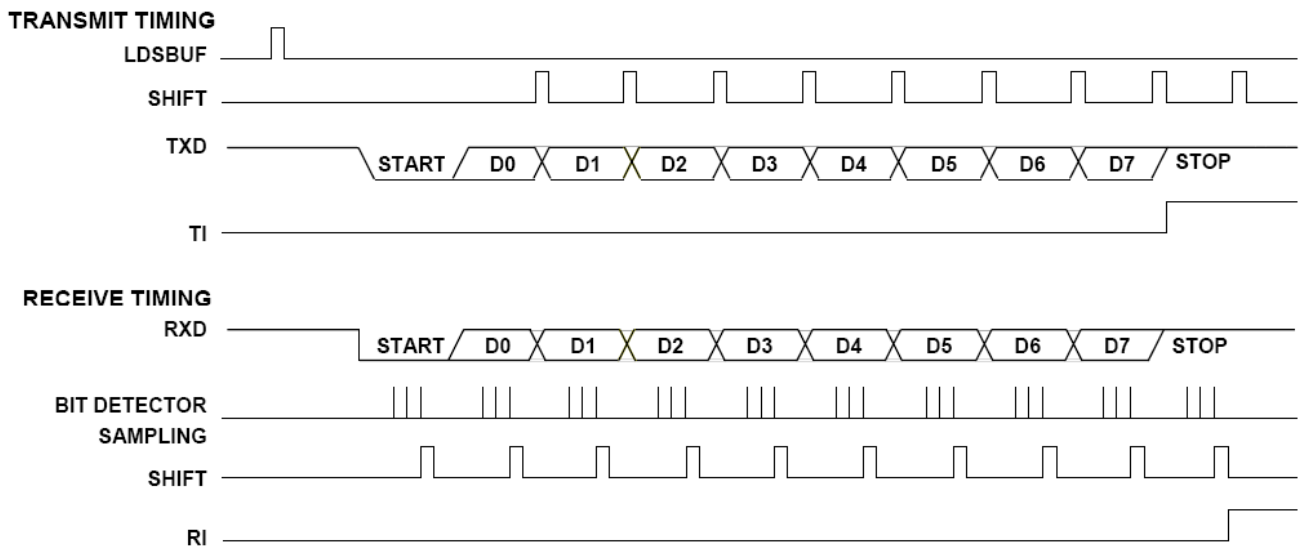 TRANSMIT TIMING
LDSBUF
SHIFT
TXD START D0 D1 D2 D3 D4 D5 D6 D7 STOP
TI
RECEIVE TIMING
RXD START D0 D1 D2 D3 D4 D5 D6 D7 STOP
BIT DETECTOR
SAMPLING
SHIFT
RI